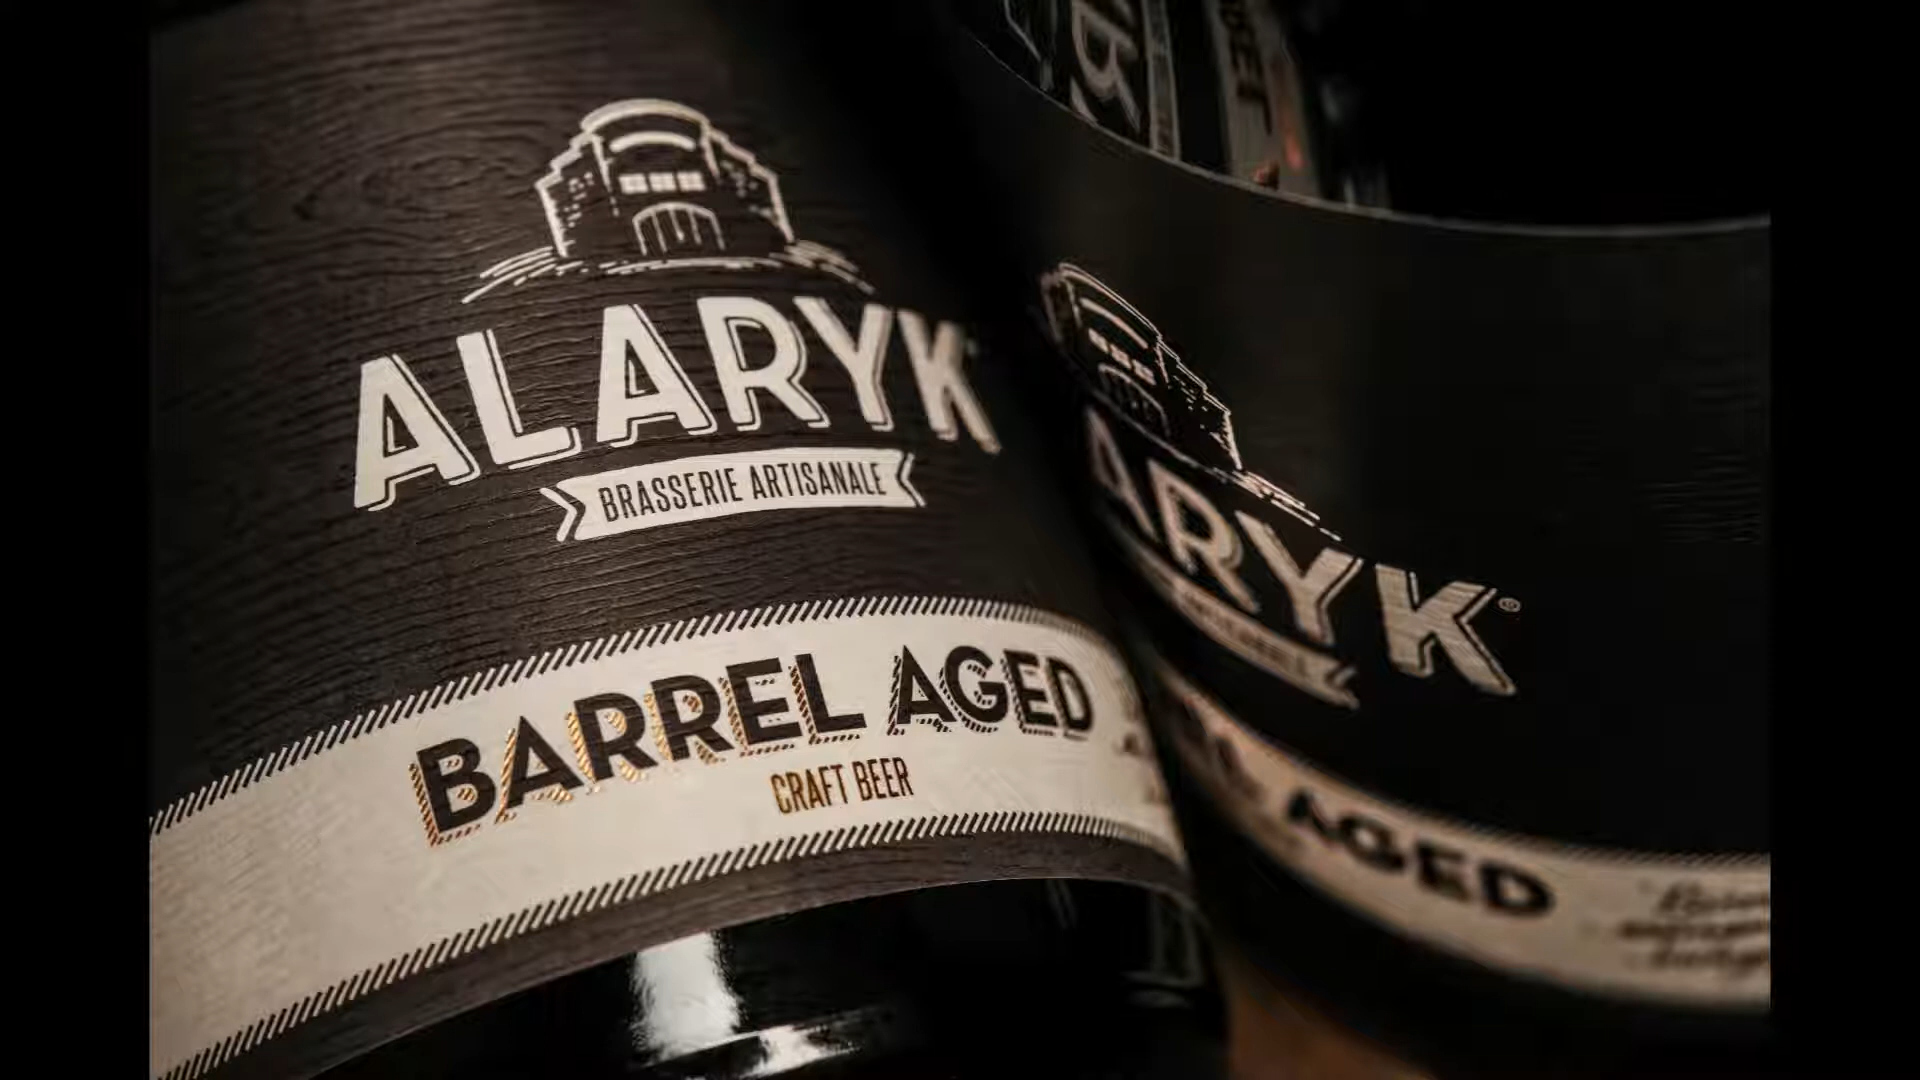 ALARYK
BRASSERIE ARTISANALE
BARREL AGED
CRAFT BEER
ARYK®
AGED